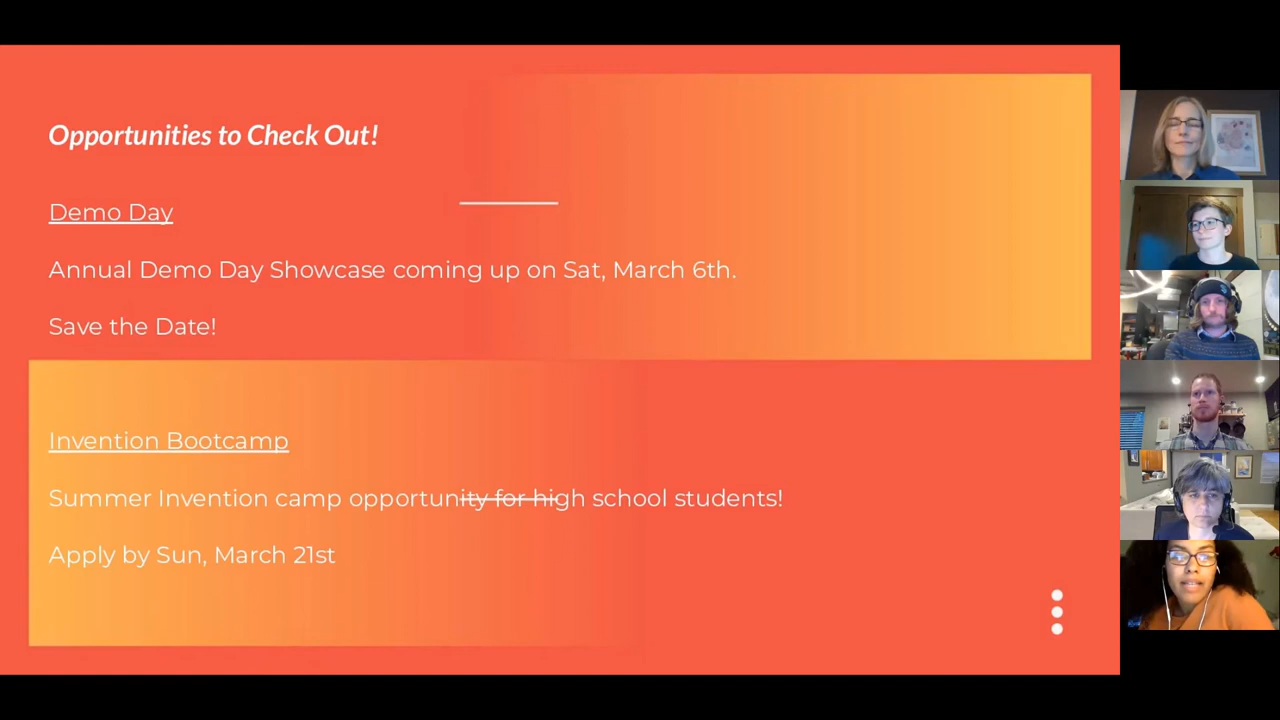 Opportunities to Check Out!
Demo Day
Annual Demo Day Showcase coming up on Sat, March 6th.
Save the Date!
Invention Bootcamp
Summer Invention camp opportunity for high school students!
Apply by Sun, March 21st